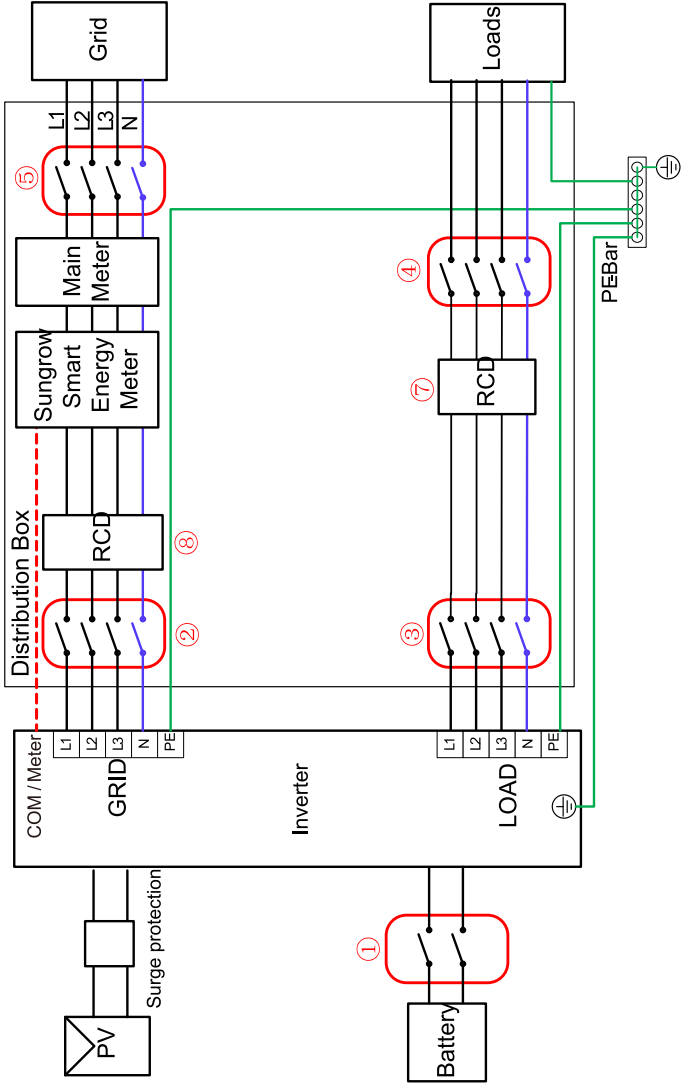 Grid
Loads
L1
L2
L3
N
⑤
Main
Meter
④
PE-Bar
Sungrow
Smart
Energy
Meter
⑦
RCD
Distribution Box
RCD
⑧
②
③
COM / Meter
L1
L2
L3
N
PE
GRID
Inverter
L1
L2
L3
N
PE
LOAD
Surge protection
①
PV
Battery